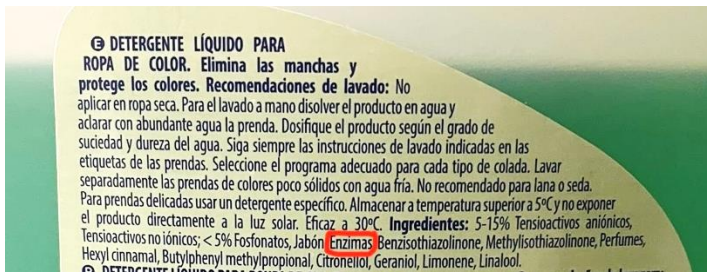 E DETERGENTE LÍQUIDO PARA
ROPA DE COLOR. Elimina las manchas y
protege los colores. Recomendaciones de lavado: No
aplicar en ropa seca. Para el lavado a mano disolver el producto en agua y
aclarar con abundante agua la prenda. Dosifique el producto según el grado de
suciedad y dureza del agua. Siga siempre las instrucciones de lavado indicadas en las
etiquetas de las prendas. Seleccione el programa adecuado para cada tipo de colada. Lavar
separadamente las prendas de colores poco sólidos con agua fría. No recomendado para lana o seda.
Para prendas delicadas usar un detergente específico. Almacenar a temperatura superior a 5ºC y no exponer
el producto directamente a la luz solar. Eficaz a 30ºC. Ingredientes: 5-15% Tensioactivos aniónicos,
Tensioactivos no iónicos; < 5% Fosfonatos, Jabón, Enzimas, Benzisothiazolinone, Methylisothiazolinone, Perfumes,
Hexyl cinnamal, Butylphenyl methylpropional, Citronellol, Geraniol, Limonene, Linalool.